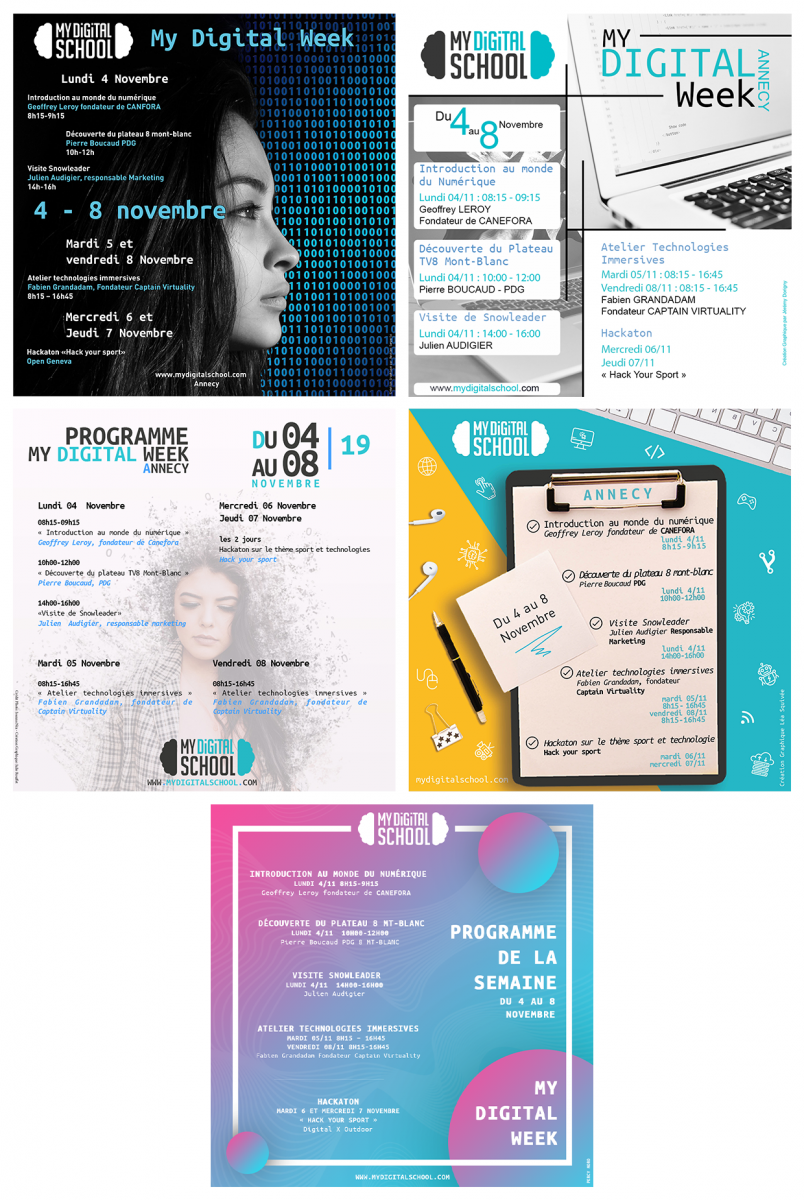 MY DiGiTAL
SCHOOL
My Digital Week
Lundi 4 Novembre
Introduction au monde du numérique
Geoffrey Leroy fondateur de CANFORA
8h15-9h15
Découverte du plateau 8 mont-blanc
Pierre Boucaud PDG
10h-12h
Visite Snowleader
Julien Audigier, responsable Marketing
14h-16h
4 - 8 novembre
Mardi 5 et
vendredi 8 Novembre
Atelier technologies immersives
Fabien Grandadam, Fondateur Captain Virtuality
8h15 – 16h45
Mercredi 6 et
Jeudi 7 Novembre
Hackaton «Hack your sport»
Open Geneva
www.mydigitalschool.com
Annecy
MY DiGiTAL
SCHOOL
MY
DIGITAL
Week
ANNECY
Du 4 au 8 Novembre
Introduction au monde
du Numérique
Lundi 04/11 : 08:15 - 09:15
Geoffrey LEROY
Fondateur de CANEFORA
Découverte du Plateau
TV8 Mont-Blanc
Lundi 04/11 : 10:00 - 12:00
Pierre BOUCAUD - PDG
Visite de Snowleader
Lundi 04/11 : 14:00 - 16:00
Julien AUDIGIER
www.mydigitalschool.com
Atelier Technologies
Immersives
Mardi 05/11 : 08:15 - 16:45
Vendredi 08/11 : 08:15 - 16:45
Fabien GRANDADAM
Fondateur CAPTAIN VIRTUALITY
Hackaton
Mercredi 06/11
Jeudi 07/11
« Hack Your Sport »
PROGRAMME
MY DIGITAL WEEK
ANNECY
DU 04
AU 08
NOVEMBRE
19
Lundi 04 Novembre
08h15-09h15
« Introduction au monde du numérique »
Geoffrey Leroy, fondateur de Canefora
10h00-12h00
« Découverte du plateau TV8 Mont-Blanc »
Pierre Boucaud, PDG
14h00-16h00
«Visite de Snowleader»
Julien Audigier, responsable marketing
Mercredi 06 Novembre
Jeudi 07 Novembre
les 2 jours
Hackaton sur le thème sport et technologies
Hack your sport
Mardi 05 Novembre
08h15-16h45
« Atelier technologies immersives »
Fabien Grandadan, fondateur de
Captain Virtuality
Vendredi 08 Novembre
08h15-16h45
« Atelier technologies immersives »
Fabien Grandadan, fondateur de
Captain Virtuality
MY DiGiTAL
SCHOOL
WWW.MYDIGITALSCHOOL.COM
MY DiGiTAL
SCHOOL
ANNECY
Introduction au monde du numérique
Geoffrey Leroy fondateur de CANEFORA
lundi 4/11
8h15-9h15
Découverte du plateau 8 mont-blanc
Pierre Boucaud PDG
lundi 4/11
10h00-12h00
Visite Snowleader
Julien Audigier Responsable
Marketing
lundi 4/11
14h00-16h00
Atelier technologies immersives
Fabien Grandadam, fondateur
Captain Virtuality
mardi 05/11
8h15- 16h45
vendredi 08/11
8h15-16h45
Hackaton sur le thème sport et technologie
Hack your sport
mardi 06/11
mercredi 07/11
Du 4 au 8
Novembre
mydigitalschool.com
Création Graphique Léa Squivée
MY DiGiTAL
SCHOOL
INTRODUCTION AU MONDE DU NUMÉRIQUE
LUNDI 4/11 8H15-9H15
Geoffrey Leroy fondateur de CANEFORA
DÉCOUVERTE DU PLATEAU 8 MT-BLANC
LUNDI 4/11 10H00-12H00
Pierre Boucaud PDG 8 MT-BLANC
VISITE SNOWLEADER
LUNDI 4/11 14H00-16H00
Julien Audigier
ATELIER TECHNOLOGIES IMMERSIVES
MARDI 05/11 8H15 - 16H45
VENDREDI 08/11 8H15-16H45
Fabien Grandadam Fondateur Captain Virtuality
HACKATON
MARDI 6 ET MERCREDI 7 NOVEMBRE
« HACK YOUR SPORT »
Digital X Outdoor
PROGRAMME
DE LA
SEMAINE
DU 4 AU 8
NOVEMBRE
MY
DIGITAL
WEEK
WWW.MYDIGITALSCHOOL.COM